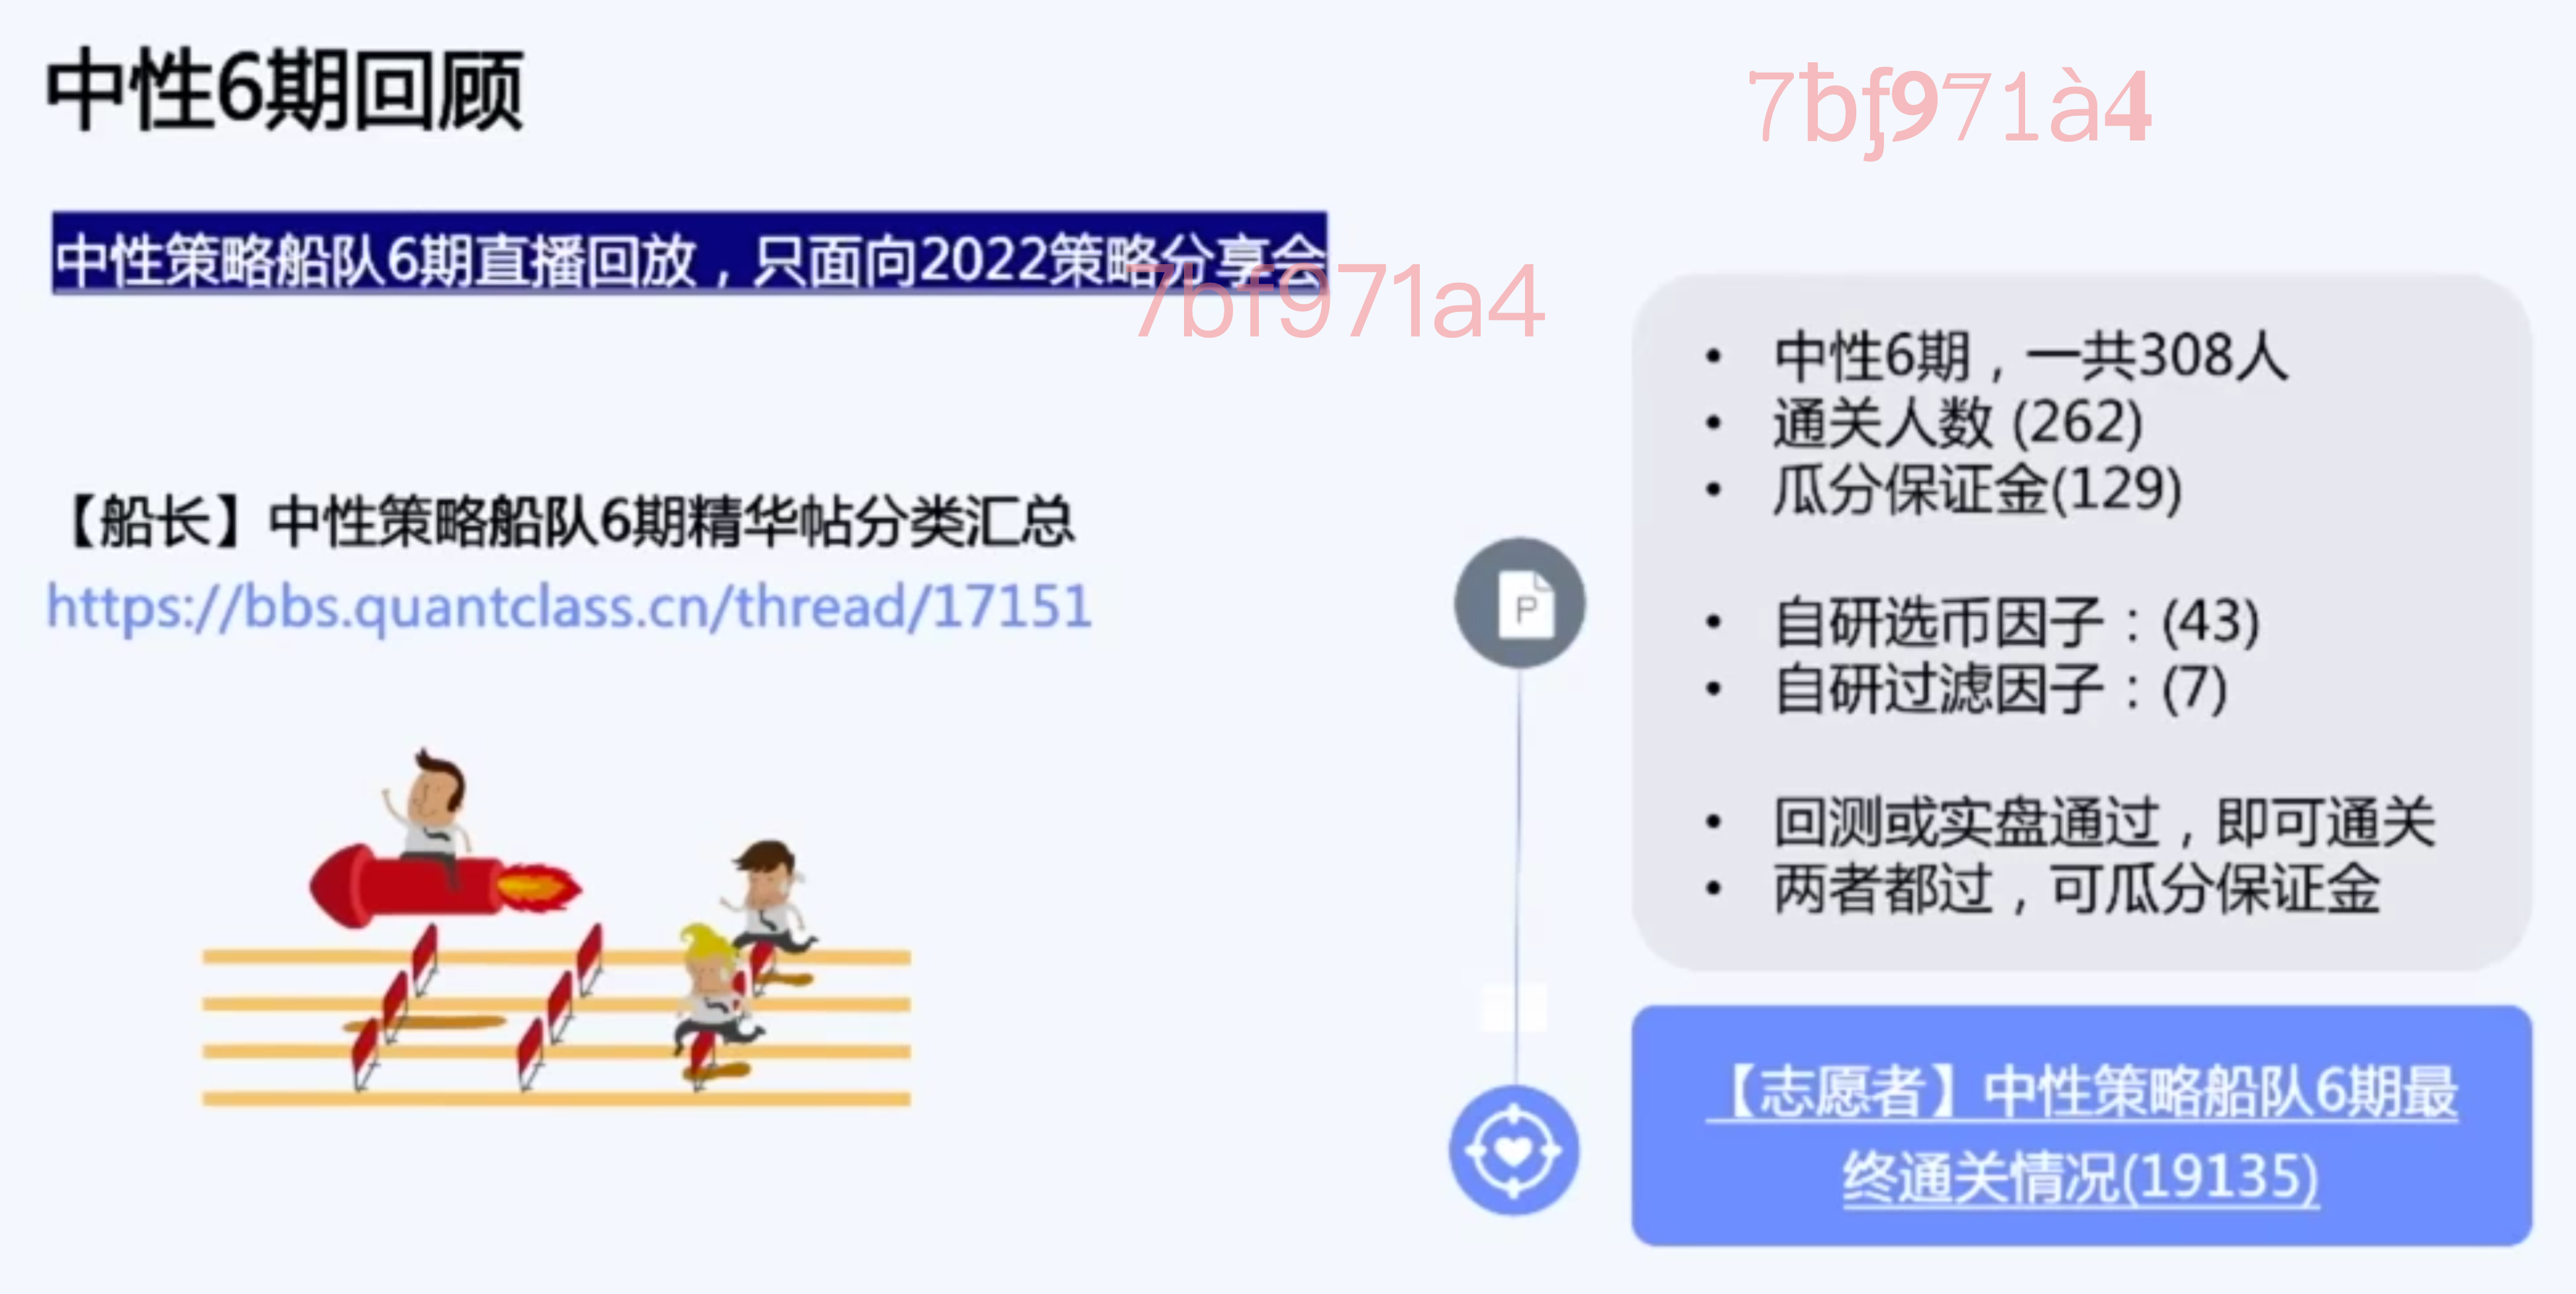 中性6期回顾
7ƀƒ971à4
中性策略船队6期直播回放，只面向2022策略分享会
7bf971a4
【船长】中性策略船队6期精华帖分类汇总
https://bbs.quantclass.cn/thread/17151
P
• 中性6期，一共308人
• 通关人数 (262)
• 瓜分保证金(129)
• 自研选币因子：(43)
• 自研过滤因子：(7)
• 回测或实盘通过，即可通关
• 两者都过，可瓜分保证金
【志愿者】中性策略船队6期最
终通关情况(19135)